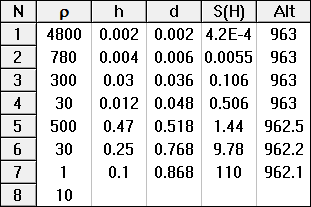 N ρ h d S(H) Alt
1 4800 0.002 0.002 4.2E-4 963
2 780 0.004 0.006 0.0055 963
3 300 0.03 0.036 0.106 963
4 30 0.012 0.048 0.506 963
5 500 0.47 0.518 1.44 962.5
6 30 0.25 0.768 9.78 962.2
7 1 0.1 0.868 110 962.1
8 10